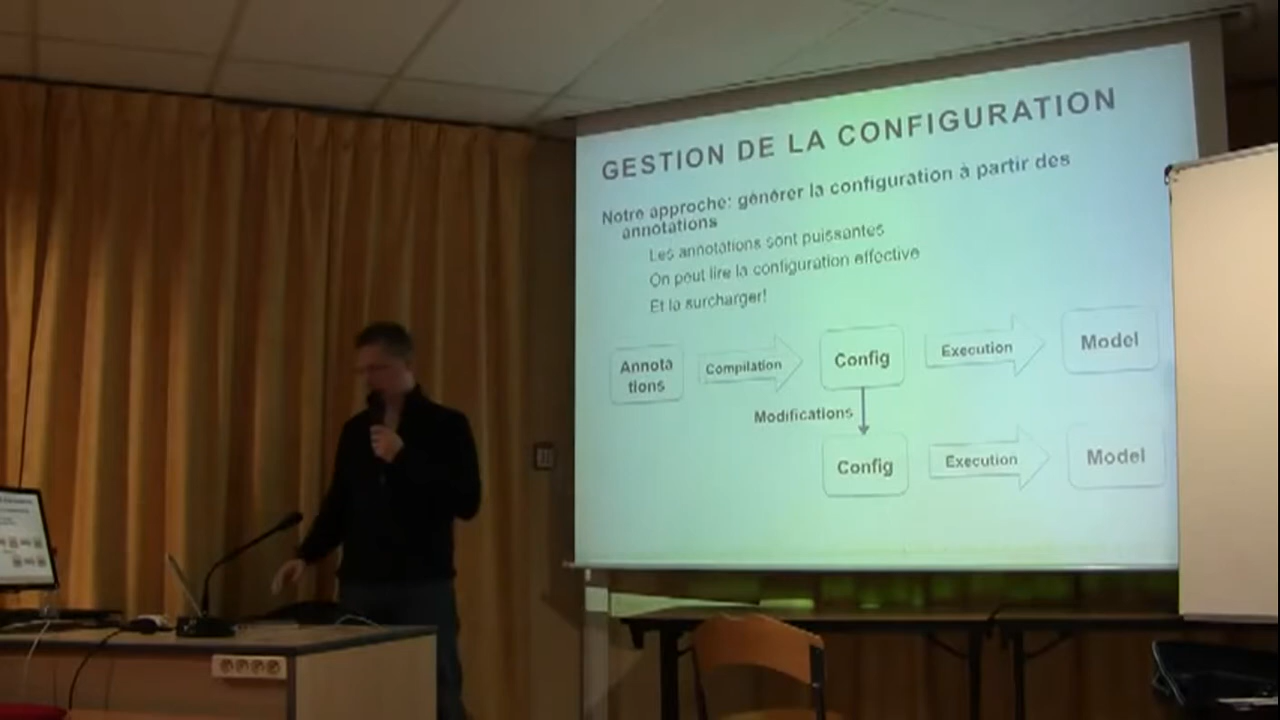 GESTION DE LA CONFIGURATION
Notre approche: générer la configuration à partir des
annotations
Les annotations sont puissantes
On peut lire la configuration effective
Et la surcharger!
Annota
tions
Compilation
Config
Execution
Model
Modifications
Config
Execution
Model